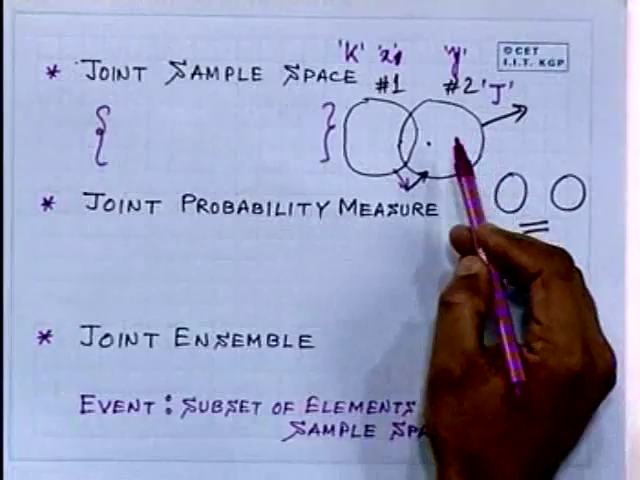 © CET
I.I.T. KGP
'K' 'x' 'y'
* JOINT SAMPLE SPACE #1 #2 'J'
{ }
* JOINT PROBABILITY MEASURE
* JOINT ENSEMBLE
EVENT : SUBSET OF ELEMENTS
SAMPLE